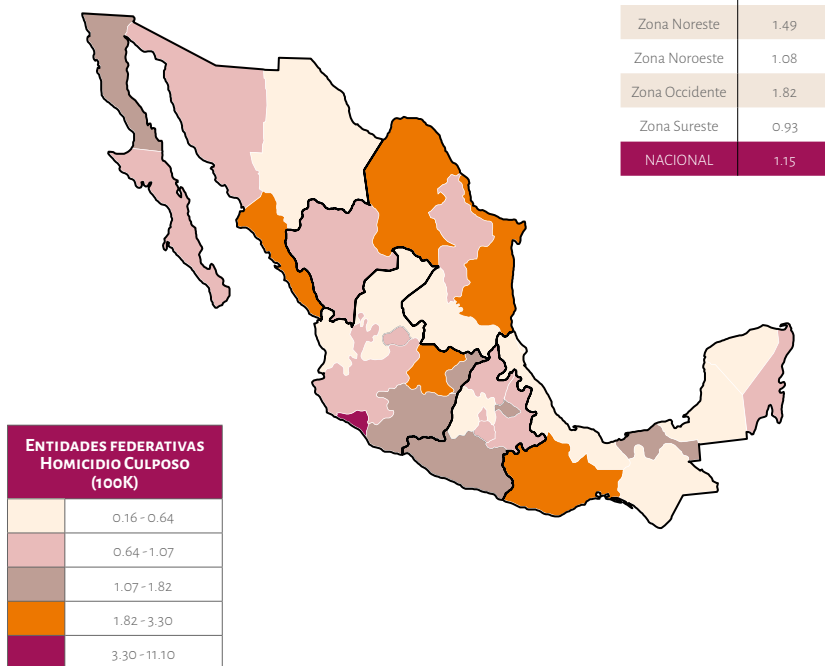 Zona Noreste 1.49
Zona Noroeste 1.08
Zona Occidente 1.82
Zona Sureste 0.93
NACIONAL 1.15
Entidades federativas
Homicidio Culposo
(100K)
0.16 - 0.64
0.64 - 1.07
1.07 - 1.82
1.82 - 3.30
3.30 - 11.10